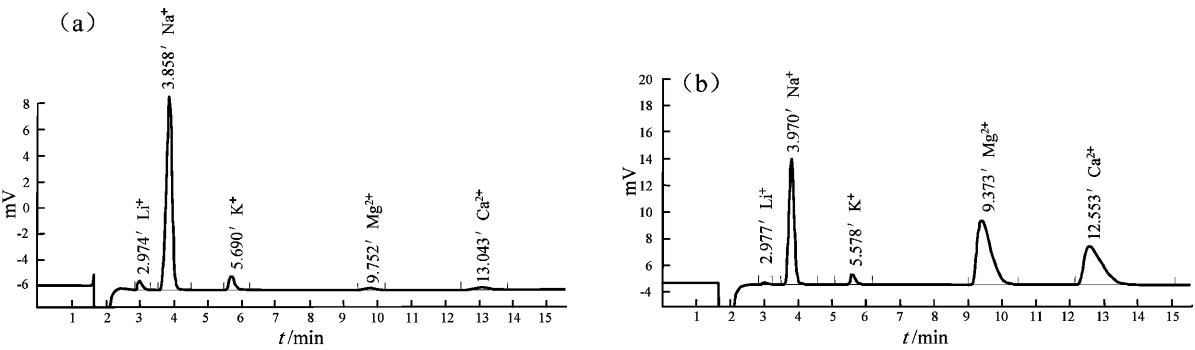 (a)
mV
8
6
4
2
0
-2
-4
-6
2.974′ Li+
3.858′ Na+
5.690′ K+
9.752′ Mg2+
13.043′ Ca2+
1 2 3 4 5 6 7 8 9 10 11 12 13 14 15
t/min
(b)
mV
20
18
16
14
12
10
8
6
-4
2.977′ Li+
3.970′ Na+
5.578′ K+
9.373′ Mg2+
12.553′ Ca2+
1 2 3 4 5 6 7 8 9 10 11 12 13 14 15
t/min